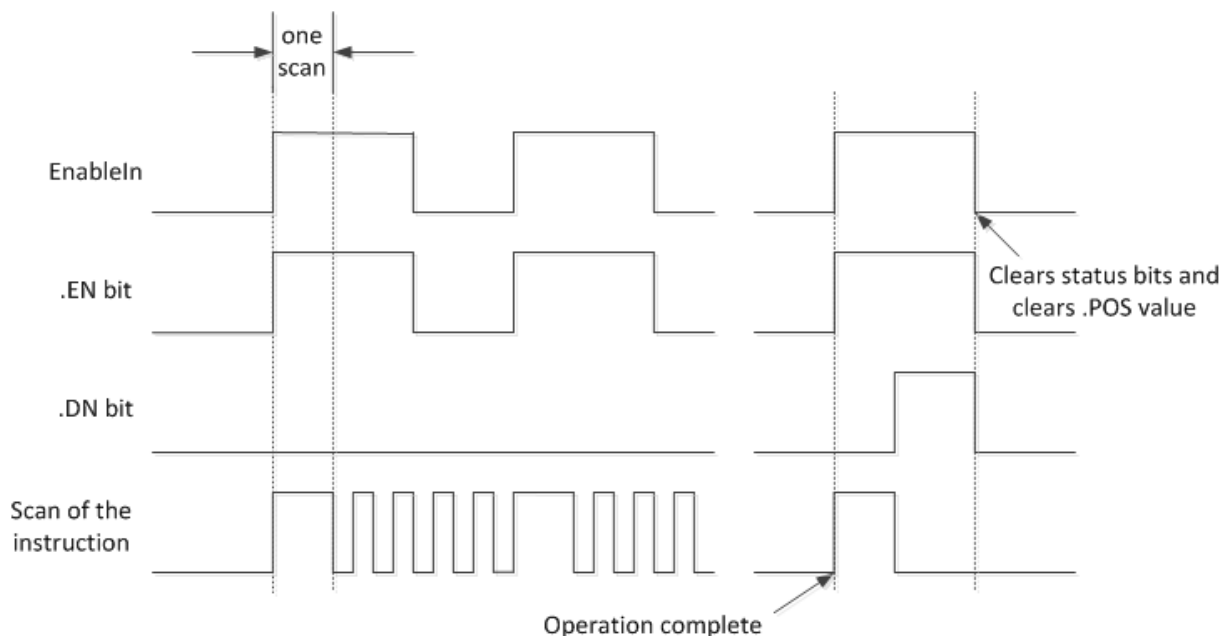 one
scan
EnableIn
.EN bit
Clears status bits and
clears .POS value
.DN bit
Scan of the
instruction
Operation complete